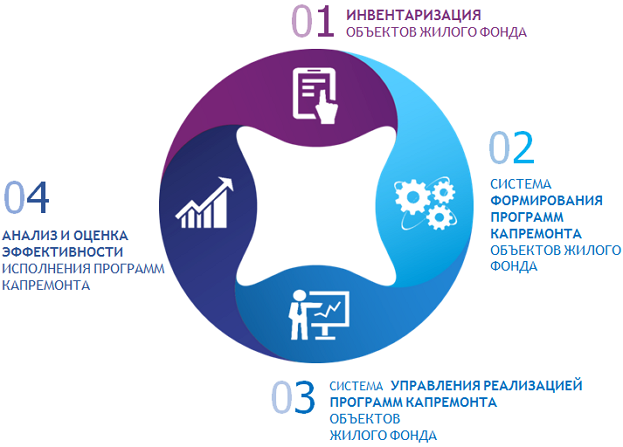 01 ИНВЕНТАРИЗАЦИЯ
ОБЪЕКТОВ ЖИЛОГО ФОНДА
02
СИСТЕМА
ФОРМИРОВАНИЯ
ПРОГРАММ
КАПРЕМОНТА
ОБЪЕКТОВ ЖИЛОГО
ФОНДА
03 СИСТЕМА УПРАВЛЕНИЯ РЕАЛИЗАЦИЕЙ
ПРОГРАММ КАПРЕМОНТА
ОБЪЕКТОВ
ЖИЛОГО ФОНДА
04
АНАЛИЗ И ОЦЕНКА
ЭФФЕКТИВНОСТИ
ИСПОЛНЕНИЯ ПРОГРАММ
КАПРЕМОНТА